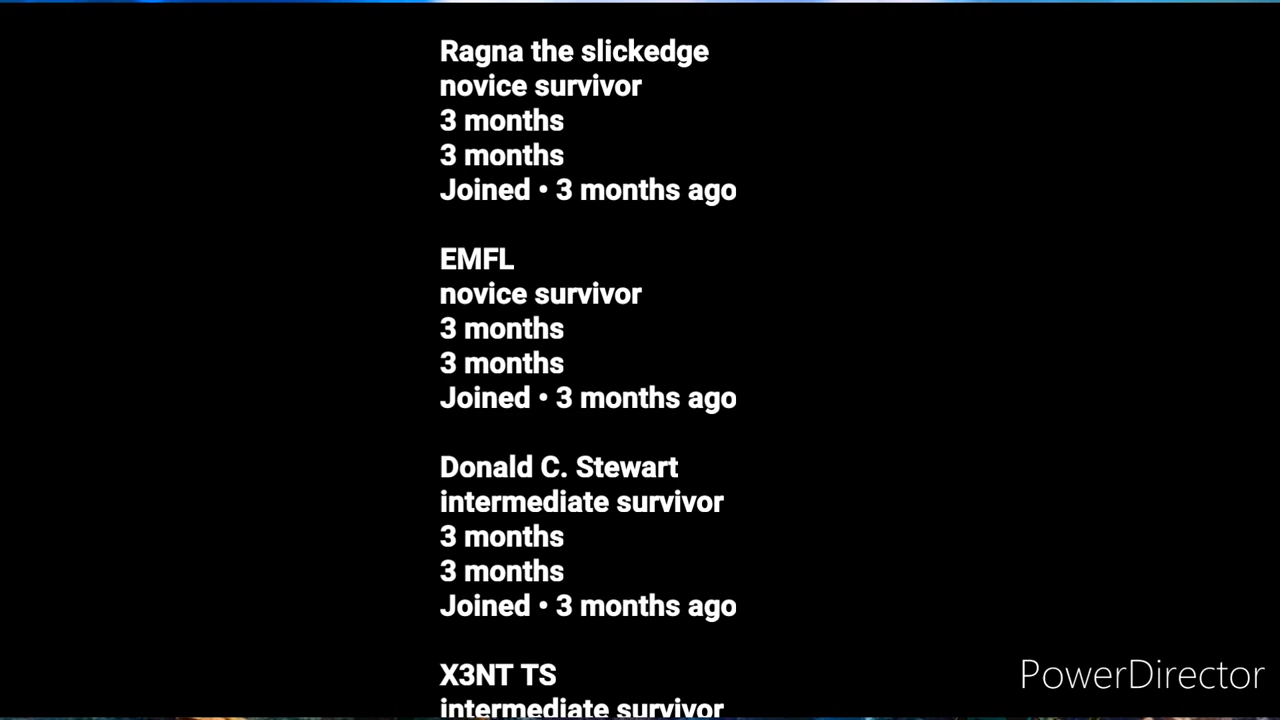 Ragna the slickedge
novice survivor
3 months
3 months
Joined • 3 months ago
EMFL
novice survivor
3 months
3 months
Joined • 3 months ago
Donald C. Stewart
intermediate survivor
3 months
3 months
Joined • 3 months ago
X3NT TS
intermediate survivor
PowerDirector